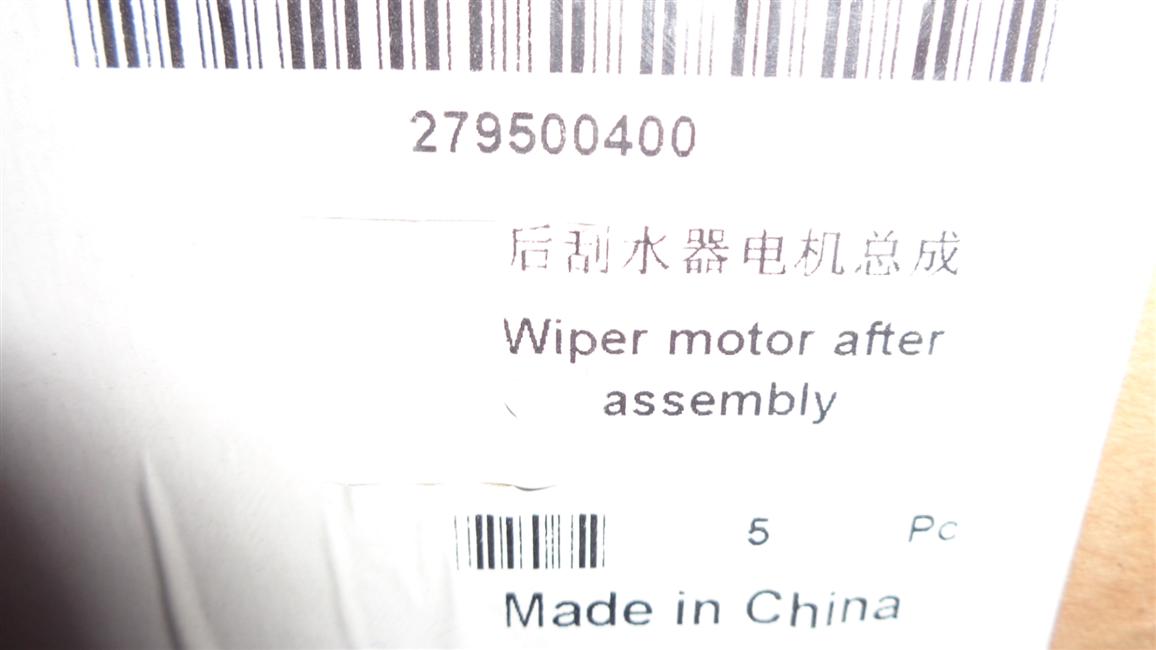 279500400
后刮水器电机总成
Wiper motor after
assembly
5 Pc
Made in China